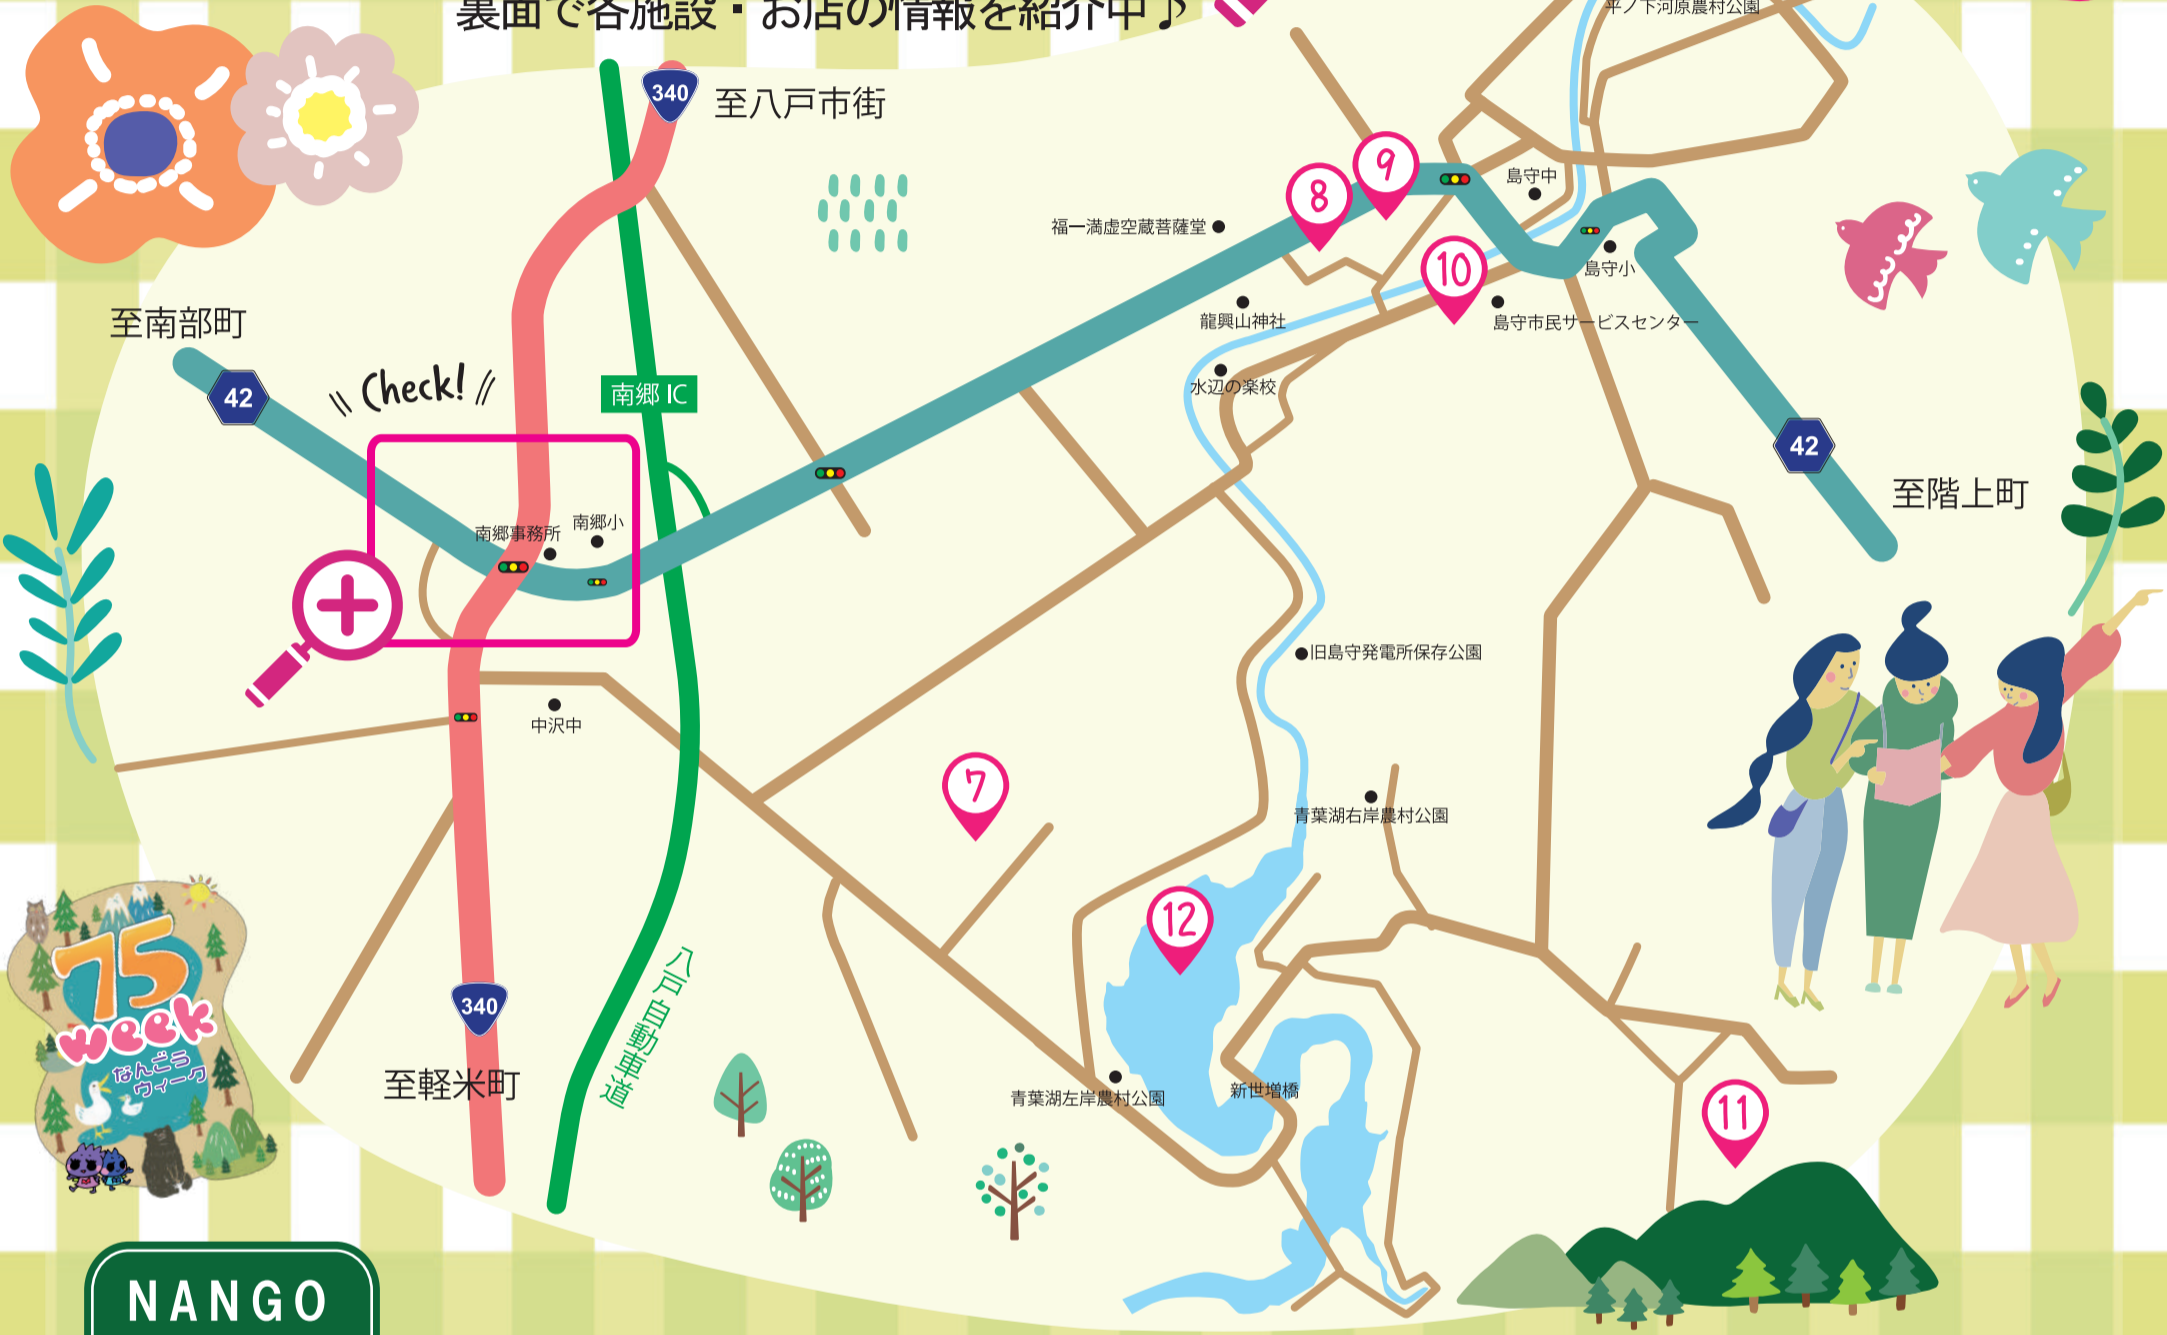 裏面で各施設・お店の情報を紹介中♪
平ノ下河原農村公園
340
至八戸市街
9
8
島守中
福一満虚空蔵菩薩堂
10
島守小
龍興山神社
島守市民サービスセンター
至南部町
42
Check!
南郷 IC
水辺の楽校
42
至階上町
南郷事務所
南郷小
旧島守発電所保存公園
中沢中
7
青葉湖右岸農村公園
12
75
week
なんごう
ウィーク
340
八戸自動車道
至軽米町
青葉湖左岸農村公園
新世増橋
11
NANGO